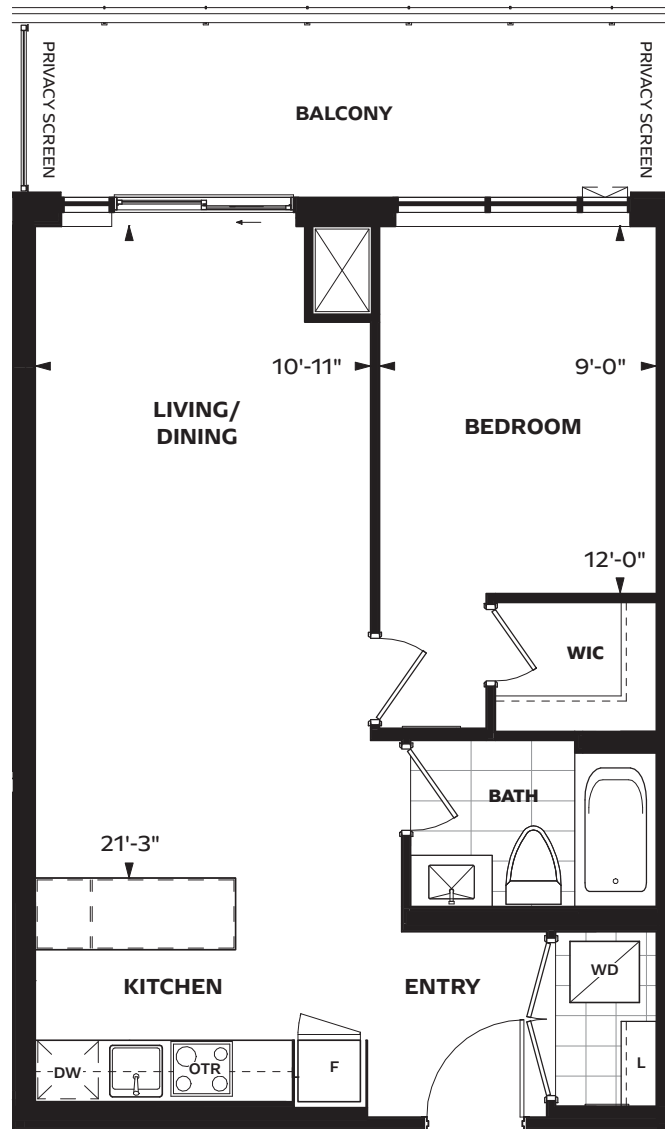 PRIVACY SCREEN
PRIVACY SCREEN
BALCONY
10'-11"
9'-0"
LIVING/
DINING
BEDROOM
12'-0"
WIC
BATH
21'-3"
KITCHEN
ENTRY
WD
DW
OTR
F
L